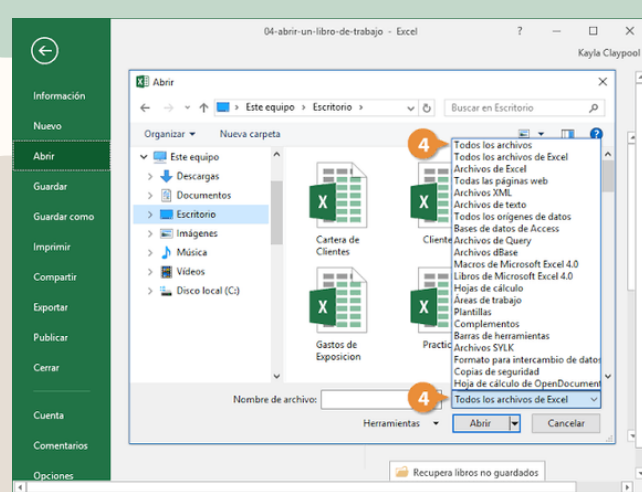 04-abrir-un-libro-de-trabajo - Excel
?
Kayla Claypool
Información
Nuevo
Abrir
Guardar
Guardar como
Imprimir
Compartir
Exportar
Publicar
Cerrar
Cuenta
Comentarios
Opciones
Abrir
Este equipo > Escritorio >
Buscar en Escritorio
Organizar
Nueva carpeta
?
Este equipo
Descargas
Documentos
Escritorio
Imágenes
Música
Vídeos
Disco local (C:)
Cartera de
Clientes
Cliente
Gastos de
Exposicion
Practic
4
Todos los archivos
Todos los archivos de Excel
Archivos de Excel
Todas las páginas web
Archivos XML
Archivos de texto
Todos los orígenes de datos
Bases de datos de Access
Archivos de Query
Archivos dBase
Macros de Microsoft Excel 4.0
Libros de Microsoft Excel 4.0
Hojas de cálculo
Áreas de trabajo
Plantillas
Complementos
Barras de herramientas
Archivos SYLK
Formato para intercambio de datos
Copias de seguridad
Hoja de cálculo de OpenDocument
Nombre de archivo:
4
Todos los archivos de Excel
Herramientas
Abrir
Cancelar
Recupera libros no guardados